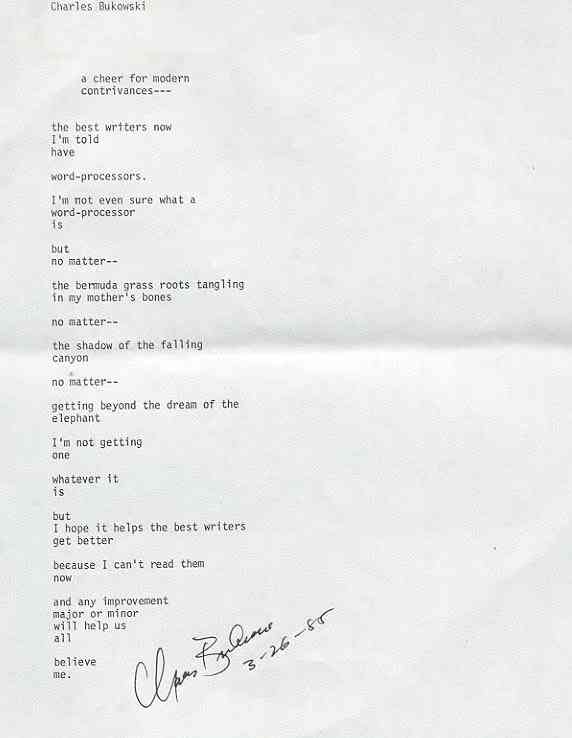 Charles Bukowski
a cheer for modern
contrivances---
the best writers now
I'm told
have
word-processors.
I'm not even sure what a
word-processor
is
but
no matter--
the bermuda grass roots tangling
in my mother's bones
no matter--
the shadow of the falling
canyon
no matter--
getting beyond the dream of the
elephant
I'm not getting
one
whatever it
is
but
I hope it helps the best writers
get better
because I can't read them
now
and any improvement
major or minor
will help us
all
believe
me.
Charles Bukowski
3-26-85